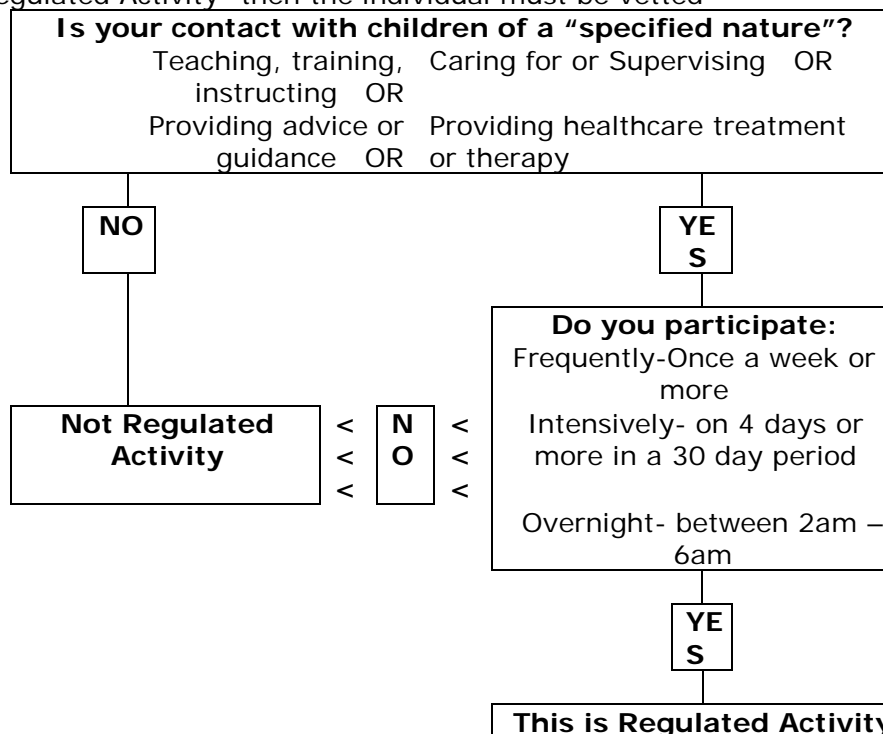 egulated Activity" then the individual must be vetted
Is your contact with children of a “specified nature”?
Teaching, training, Caring for or Supervising OR
instructing OR
Providing advice or Providing healthcare treatment
guidance OR or therapy
NO YE
S
Do you participate:
Frequently-Once a week or
more
Not Regulated < N < Intensively- on 4 days or
Activity < O < more in a 30 day period
< <
Overnight- between 2am –
6am
YE
S
This is Regulated Activity